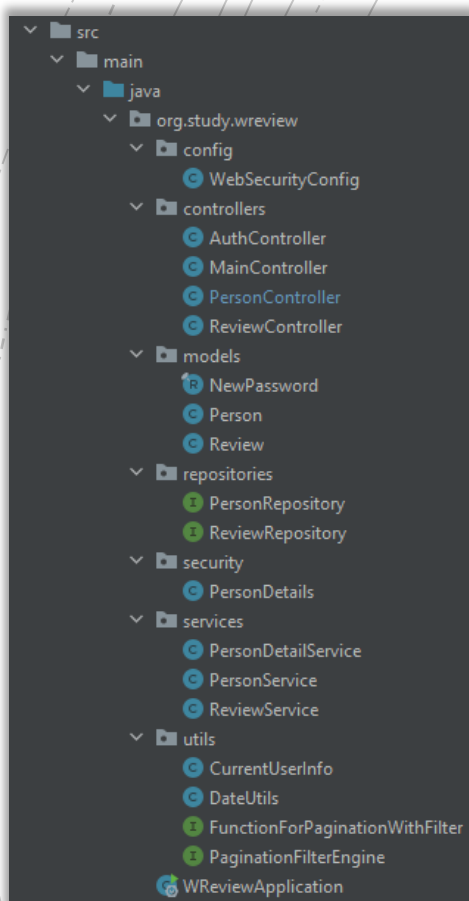 src
main
java
org.study.wreview
config
WebSecurityConfig
controllers
AuthController
MainController
PersonController
ReviewController
models
NewPassword
Person
Review
repositories
PersonRepository
ReviewRepository
security
PersonDetails
services
PersonDetailService
PersonService
ReviewService
utils
CurrentUserInfo
DateUtils
FunctionForPaginationWithFilter
PaginationFilterEngine
WReviewApplication